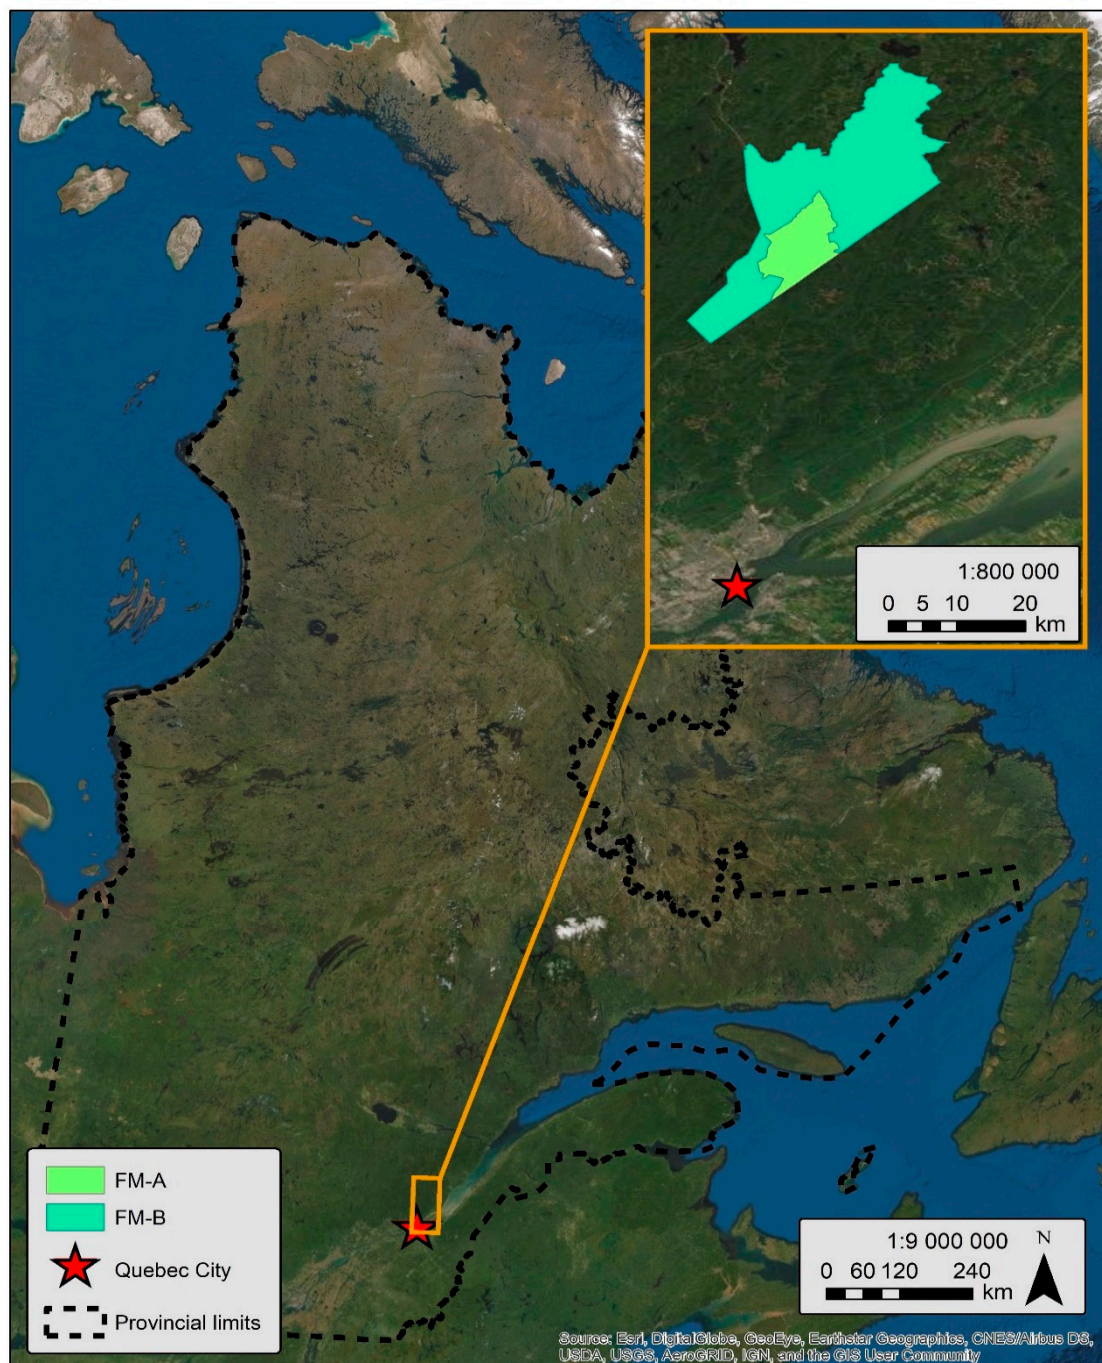 1:800 000
0 5 10 20
km
FM-A
FM-B
Quebec City
Provincial limits
1:9 000 000
N
0 60 120 240
km
Source: Esri, DigitalGlobe, GeoEye, Earthstar Geographics, CNES/Airbus DS,
USDA, USGS, AeroGRID, IGN, and the GIS User Community